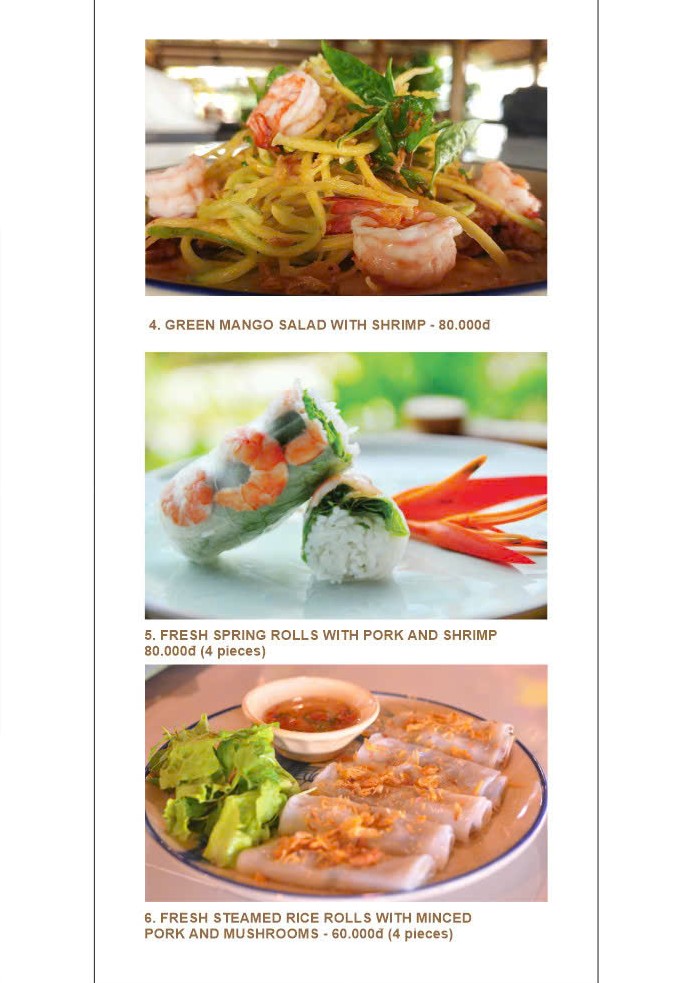 4. GREEN MANGO SALAD WITH SHRIMP - 80.000đ
5. FRESH SPRING ROLLS WITH PORK AND SHRIMP
80.000đ (4 pieces)
6. FRESH STEAMED RICE ROLLS WITH MINCED
PORK AND MUSHROOMS - 60.000đ (4 pieces)